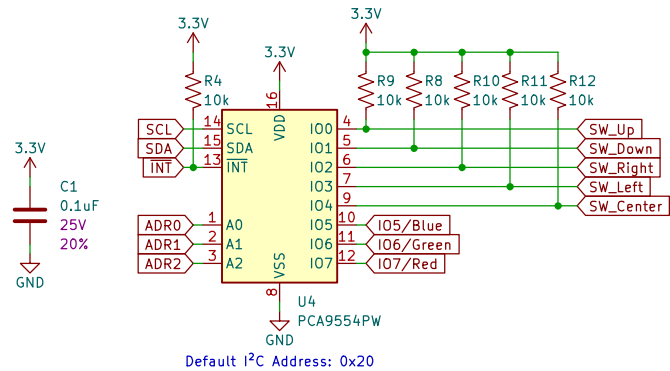 3.3V
3.3V
3.3V
R4
10k
R9
10k
R8
10k
R10
10k
R11
10k
R12
10k
16
VDD
SCL
14
SCL
IO0
4
SW_Up
SDA
15
SDA
IO1
5
SW_Down
INT
13
INT
IO2
6
SW_Right
IO3
7
SW_Left
IO4
9
SW_Center
3.3V
C1
0.1uF
25V
20%
GND
ADR0
1
A0
IO5
10
IO5/Blue
ADR1
2
A1
IO6
11
IO6/Green
ADR2
3
A2
IO7
12
IO7/Red
VSS
8
U4
PCA9554PW
GND
Default I²C Address: 0x20